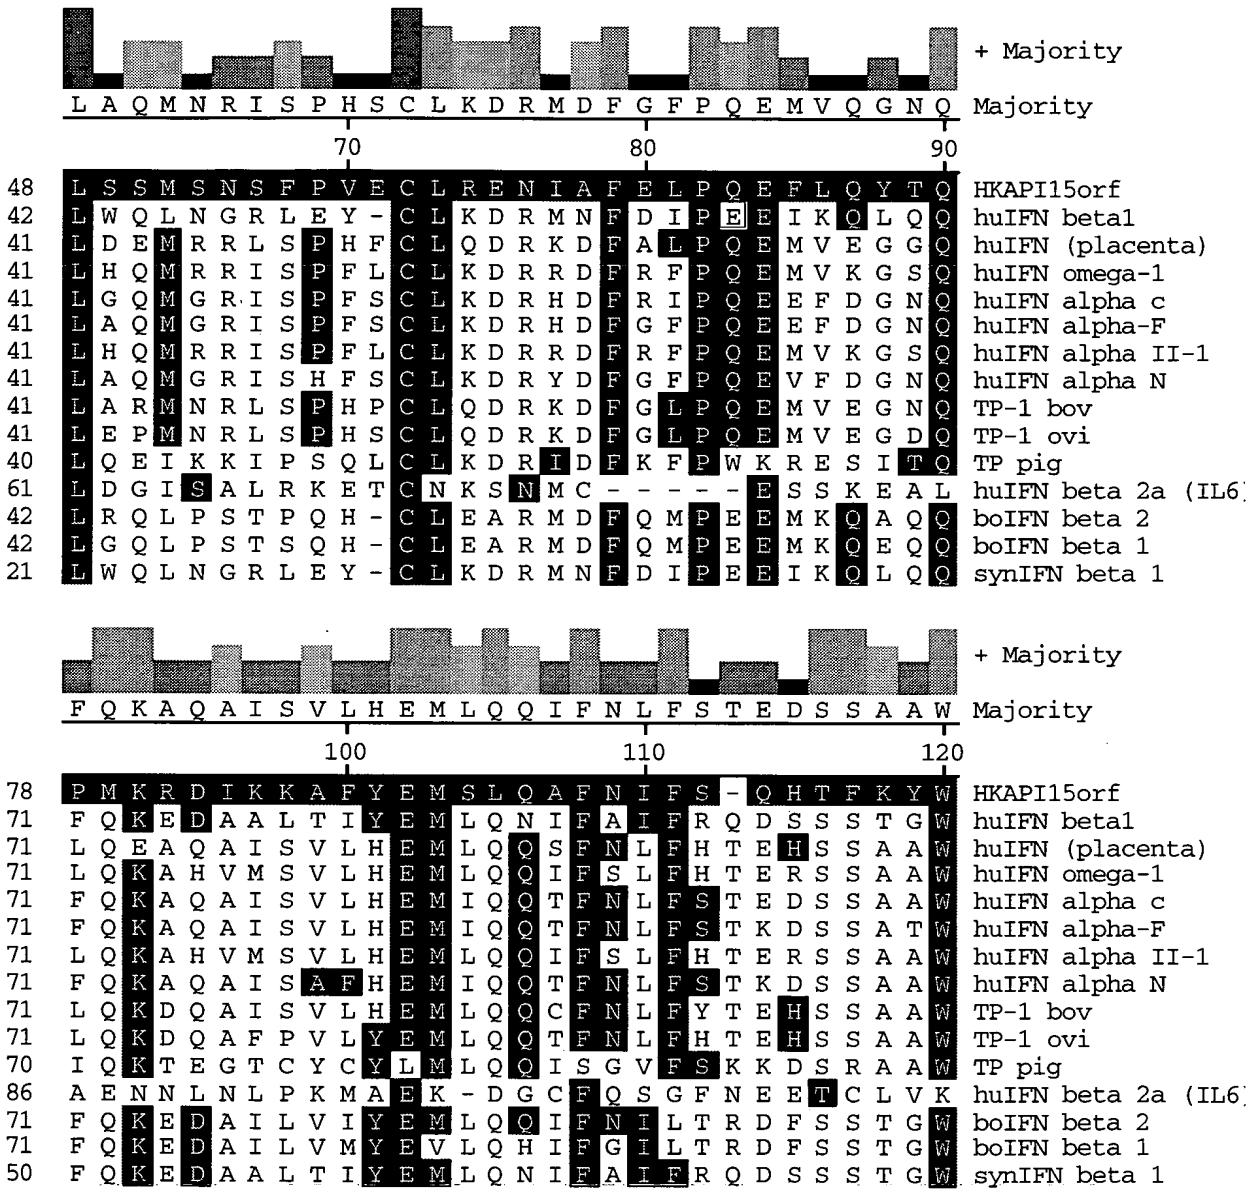 + Majority
L A Q M N R I S P H S C L K D R M D F G F P Q E M V Q G N Q Majority
70 80 90
48 L S S M S N S F P V E C L R E N I A F E L P Q E F L Q Y T Q HKAPI15orf
42 L W Q L N G R L E Y - C L K D R M N F D I P E E I K Q L Q Q huIFN beta1
41 L D E M R R L S P H F C L Q D R K D F A L P Q E M V E G G Q huIFN (placenta)
41 L H Q M R R I S P F L C L K D R R D F R F P Q E M V K G S Q huIFN omega-1
41 L G Q M G R I S P F S C L K D R H D F R I P Q E E F D G N Q huIFN alpha c
41 L A Q M G R I S P F S C L K D R H D F G F P Q E E F D G N Q huIFN alpha-F
41 L H Q M R R I S P F L C L K D R R D F R F P Q E M V K G S Q huIFN alpha II-1
41 L A Q M G R I S H F S C L K D R Y D F G F P Q E V F D G N Q huIFN alpha N
41 L A R M N R L S P H P C L Q D R K D F G L P Q E M V E G N Q TP-1 bov
41 L E P M N R L S P H S C L Q D R K D F G L P Q E M V E G D Q TP-1 ovi
40 L Q E I K K I P S Q L C L K D R I D F K F P W K R E S I T Q TP pig
61 L D G I S A L R K E T C N K S N M C - - - - - E S S K E A L huIFN beta 2a (IL6)
42 L R Q L P S T P Q H - C L E A R M D F Q M P E E M K Q A Q Q boIFN beta 2
42 L G Q L P S T S Q H - C L E A R M D F Q M P E E M K Q E Q Q boIFN beta 1
21 L W Q L N G R L E Y - C L K D R M N F D I P E E I K Q L Q Q synIFN beta 1
+ Majority
F Q K A Q A I S V L H E M L Q Q I F N L F S T E D S S A A W Majority
100 110 120
78 P M K R D I K K A F Y E M S L Q A F N I F S - Q H T F K Y W HKAPI15orf
71 F Q K E D A A L T I Y E M L Q N I F A I F R Q D S S S T G W huIFN beta1
71 L Q E A Q A I S V L H E M L Q Q S F N L F H T E H S S A A W huIFN (placenta)
71 L Q K A H V M S V L H E M L Q Q I F S L F H T E R S S A A W huIFN omega-1
71 F Q K A Q A I S V L H E M I Q Q T F N L F S T E D S S A A W huIFN alpha c
71 F Q K A Q A I S V L H E M I Q Q T F N L F S T K D S S A T W huIFN alpha-F
71 L Q K A H V M S V L H E M L Q Q I F S L F H T E R S S A A W huIFN alpha II-1
71 F Q K A Q A I S A F H E M I Q Q T F N L F S T K D S S A A W huIFN alpha N
71 L Q K D Q A I S V L H E M L Q Q C F N L F Y T E H S S A A W TP-1 bov
71 L Q K D Q A F P V L Y E M L Q Q T F N L F H T E H S S A A W TP-1 ovi
70 I Q K T E G T C Y C Y L M L Q Q I S G V F S K K D S R A A W TP pig
86 A E N N L N L P K M A E K - D G C F Q S G F N E E T C L V K huIFN beta 2a (IL6)
71 F Q K E D A I L V I Y E M L Q Q I F N I L T R D F S S T G W boIFN beta 2
71 F Q K E D A I L V M Y E V L Q H I F G I L T R D F S S T G W boIFN beta 1
50 F Q K E D A A L T I Y E M L Q N I F A I F R Q D S S S T G W synIFN beta 1